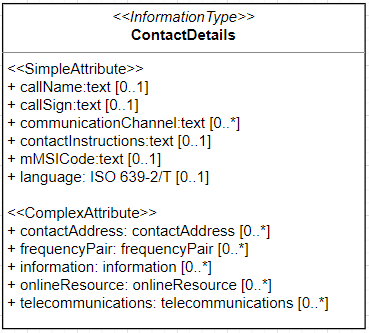 <<InformationType>>
ContactDetails
<<SimpleAttribute>>
+ callName:text [0..1]
+ callSign:text [0..1]
+ communicationChannel:text [0..*]
+ contactInstructions:text [0..1]
+ mMSICode:text [0..1]
+ language: ISO 639-2/T [0..1]
<<ComplexAttribute>>
+ contactAddress: contactAddress [0..*]
+ frequencyPair: frequencyPair [0..*]
+ information: information [0..*]
+ onlineResource: onlineResource [0..*]
+ telecommunications: telecommunications [0..*]